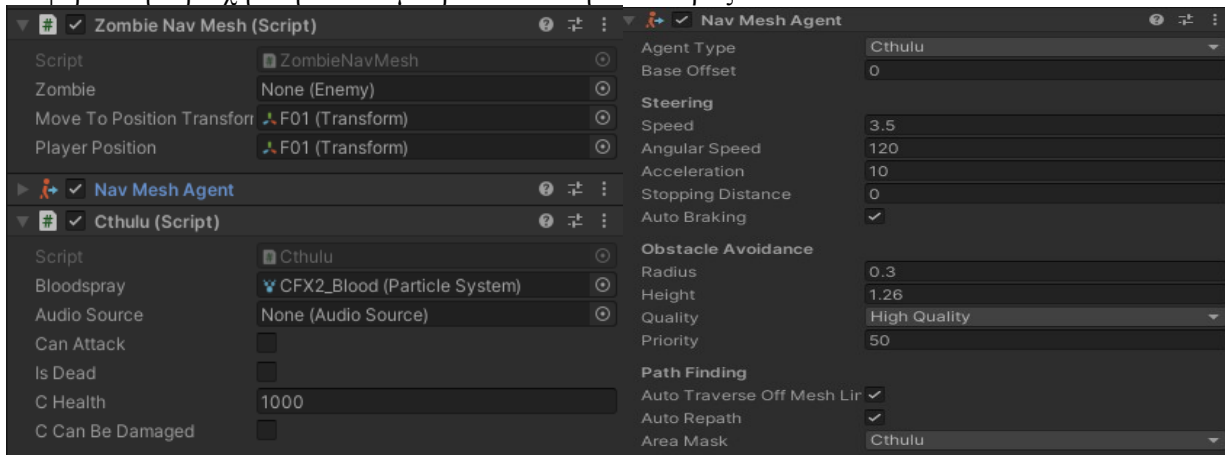 Zombie Nav Mesh (Script)
Script ZombieNavMesh
Zombie None (Enemy)
Move To Position Transforr F01 (Transform)
Player Position F01 (Transform)
Nav Mesh Agent
Cthulu (Script)
Script Cthulu
Bloodspray CFX2_Blood (Particle System)
Audio Source None (Audio Source)
Can Attack
Is Dead
C Health 1000
C Can Be Damaged
Nav Mesh Agent
Agent Type Cthulu
Base Offset 0
Steering
Speed 3.5
Angular Speed 120
Acceleration 10
Stopping Distance 0
Auto Braking
Obstacle Avoidance
Radius 0.3
Height 1.26
Quality High Quality
Priority 50
Path Finding
Auto Traverse Off Mesh Lir
Auto Repath
Area Mask Cthulu